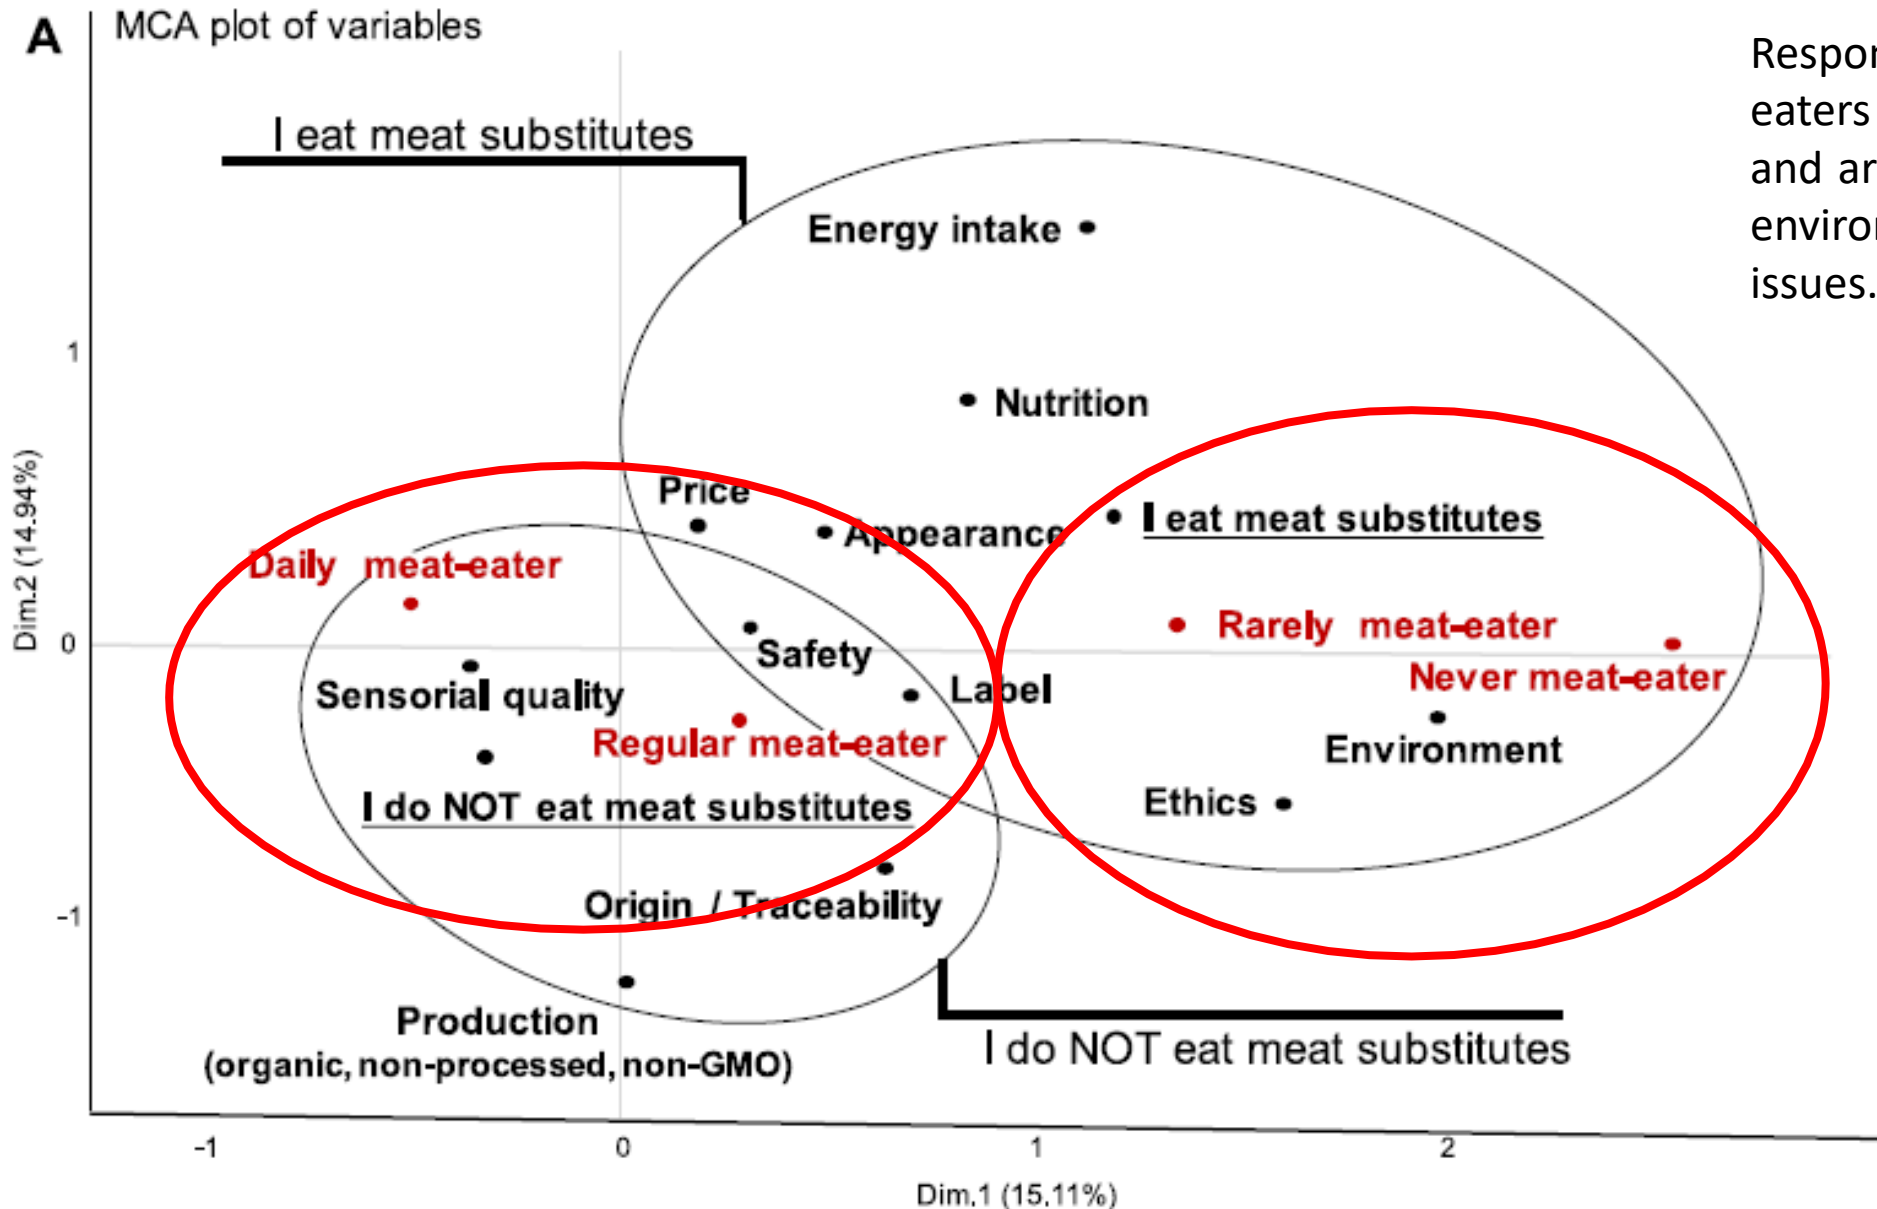 A
MCA plot of variables
I eat meat substitutes
Energy intake
Nutrition
Price
Appearance
I eat meat substitutes
Daily meat-eater
Rarely meat-eater
Safety
Never meat-eater
Sensorial quality
Label
Regular meat-eater
Environment
I do NOT eat meat substitutes
Ethics
Origin / Traceability
Production
(organic, non-processed, non-GMO)
I do NOT eat meat substitutes
1
0
-1
Dim.2 (14.94%)
-1
0
1
2
Dim.1 (15.11%)
eaters
and
issues.